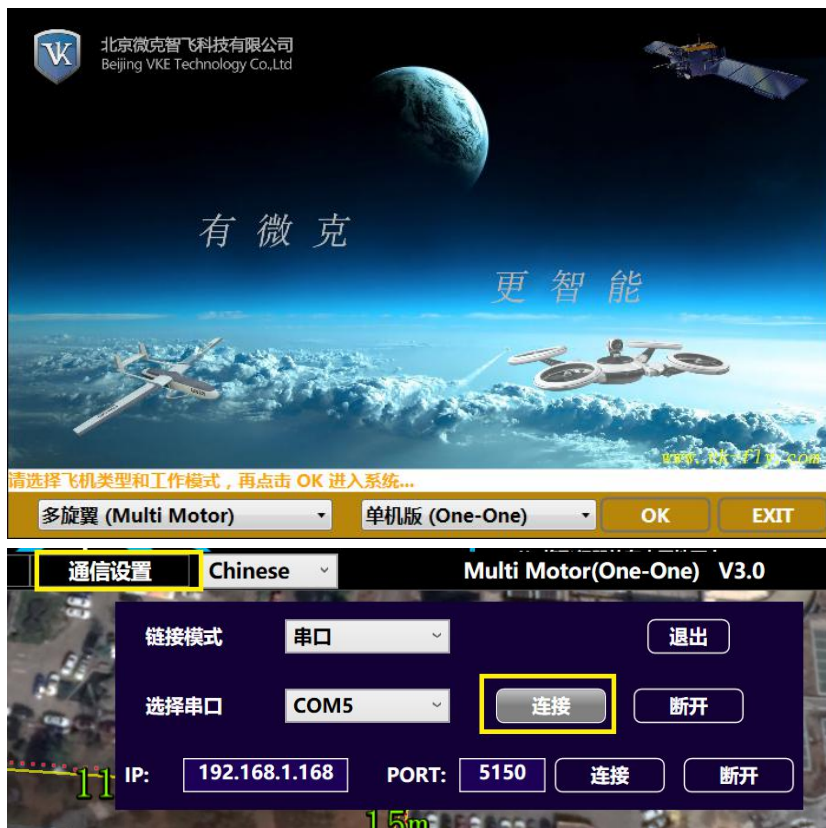 VK
北京微克智飞科技有限公司
Beijing VKE Technology Co.,Ltd
有 微 克
更 智 能
www.vk-fly.com
请选择飞机类型和工作模式，再点击 OK 进入系统...
多旋翼 (Multi Motor) 单机版 (One-One) OK EXIT
通信设置 Chinese Multi Motor(One-One) V3.0
链接模式 串口 退出
选择串口 COM5 连接 断开
11 IP: 192.168.1.168 PORT: 5150 连接 断开
15m